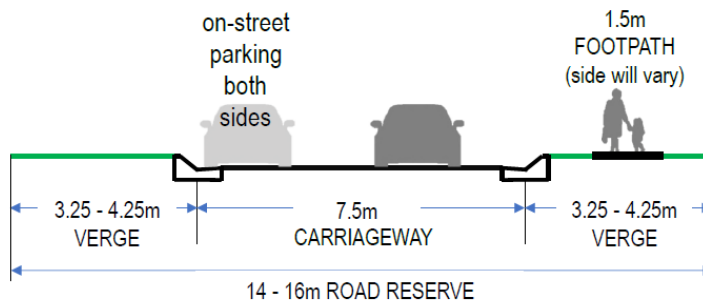 on-street
parking
both
sides
1.5m
FOOTPATH
(side will vary)
3.25 - 4.25m
VERGE
7.5m
CARRIAGEWAY
3.25 - 4.25m
VERGE
14 - 16m ROAD RESERVE